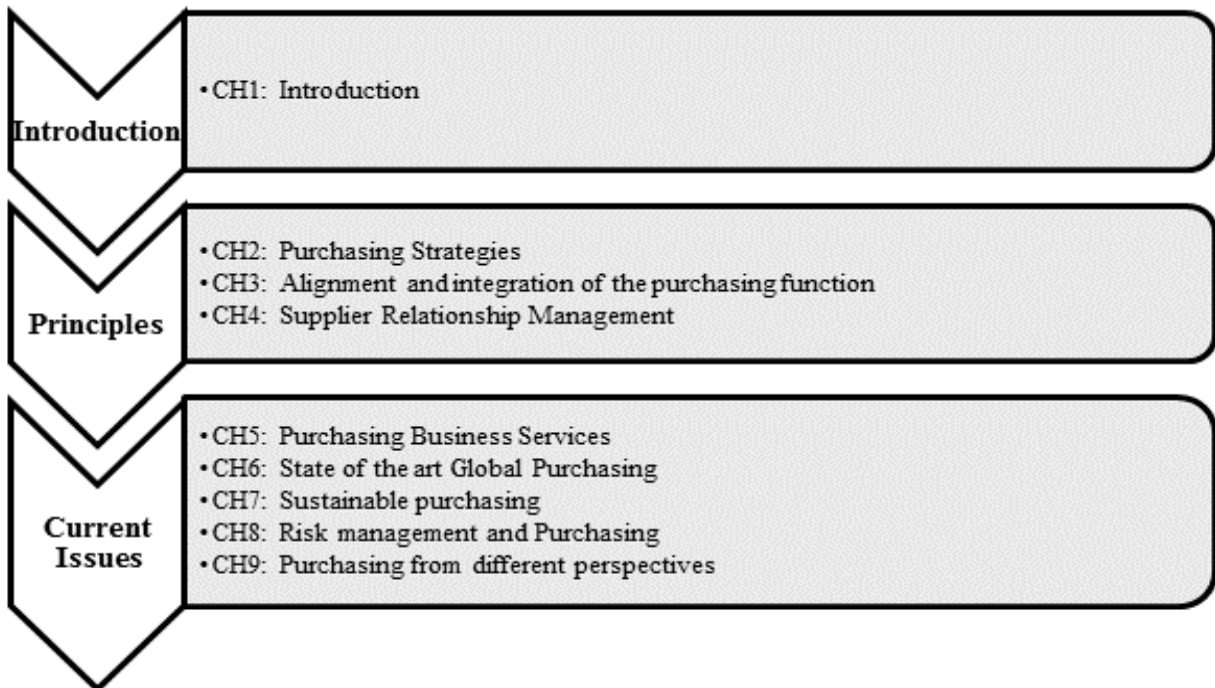 Introduction
• CH1: Introduction
Principles
• CH2: Purchasing Strategies
• CH3: Alignment and integration of the purchasing function
• CH4: Supplier Relationship Management
Current
Issues
• CH5: Purchasing Business Services
• CH6: State of the art Global Purchasing
• CH7: Sustainable purchasing
• CH8: Risk management and Purchasing
• CH9: Purchasing from different perspectives